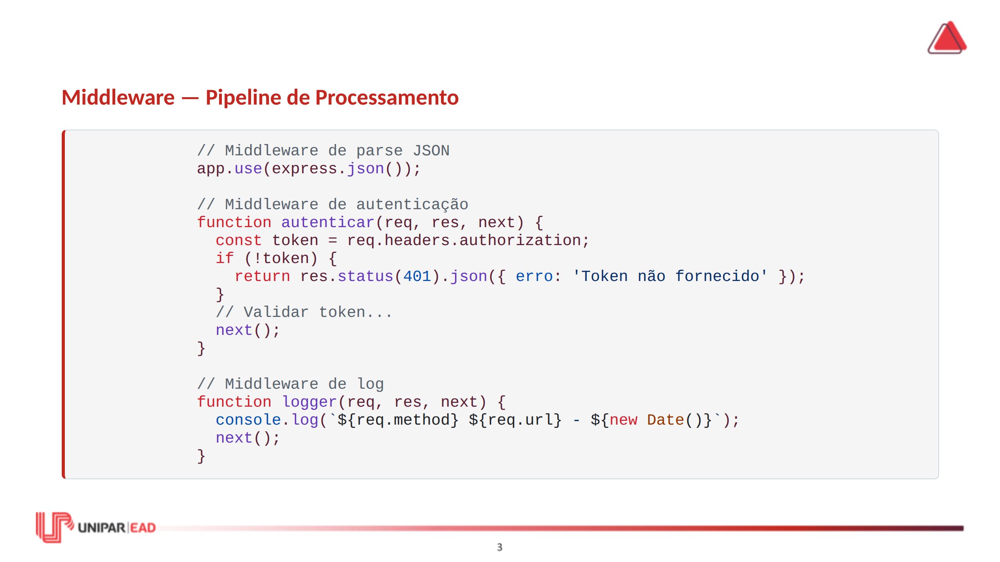 Middleware — Pipeline de Processamento
// Middleware de parse JSON
app.use(express.json());
// Middleware de autenticação
function autenticar(req, res, next) {
  const token = req.headers.authorization;
  if (!token) {
    return res.status(401).json({ erro: 'Token não fornecido' });
  }
  // Validar token...
  next();
}
// Middleware de log
function logger(req, res, next) {
  console.log(`${req.method} ${req.url} - ${new Date()}`);
  next();
}
UNIPAR|EAD
3